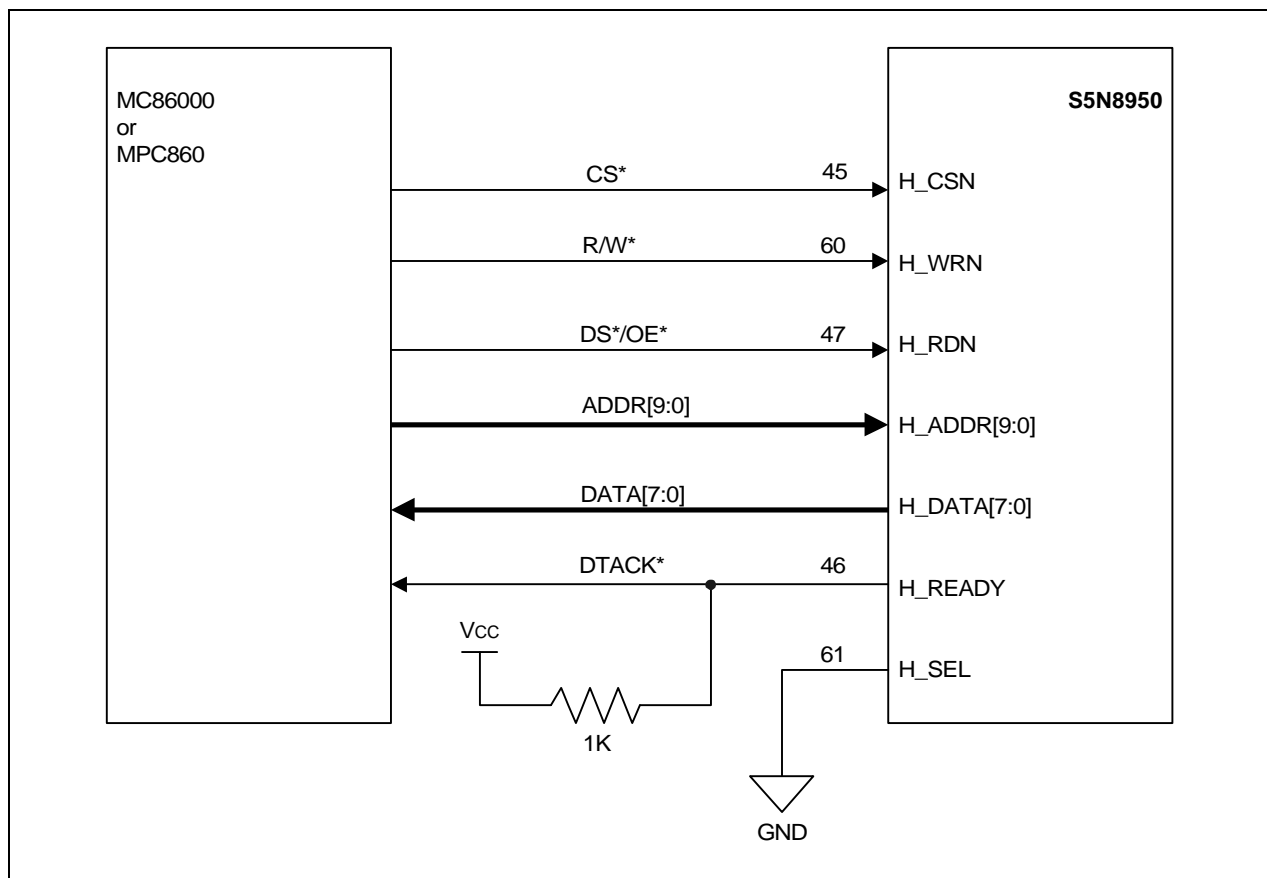 MC86000
or
MPC860
S5N8950
CS*
45
H_CSN
R/W*
60
H_WRN
DS*/OE*
47
H_RDN
ADDR[9:0]
H_ADDR[9:0]
DATA[7:0]
H_DATA[7:0]
DTACK*
46
H_READY
VCC
1K
61
H_SEL
GND